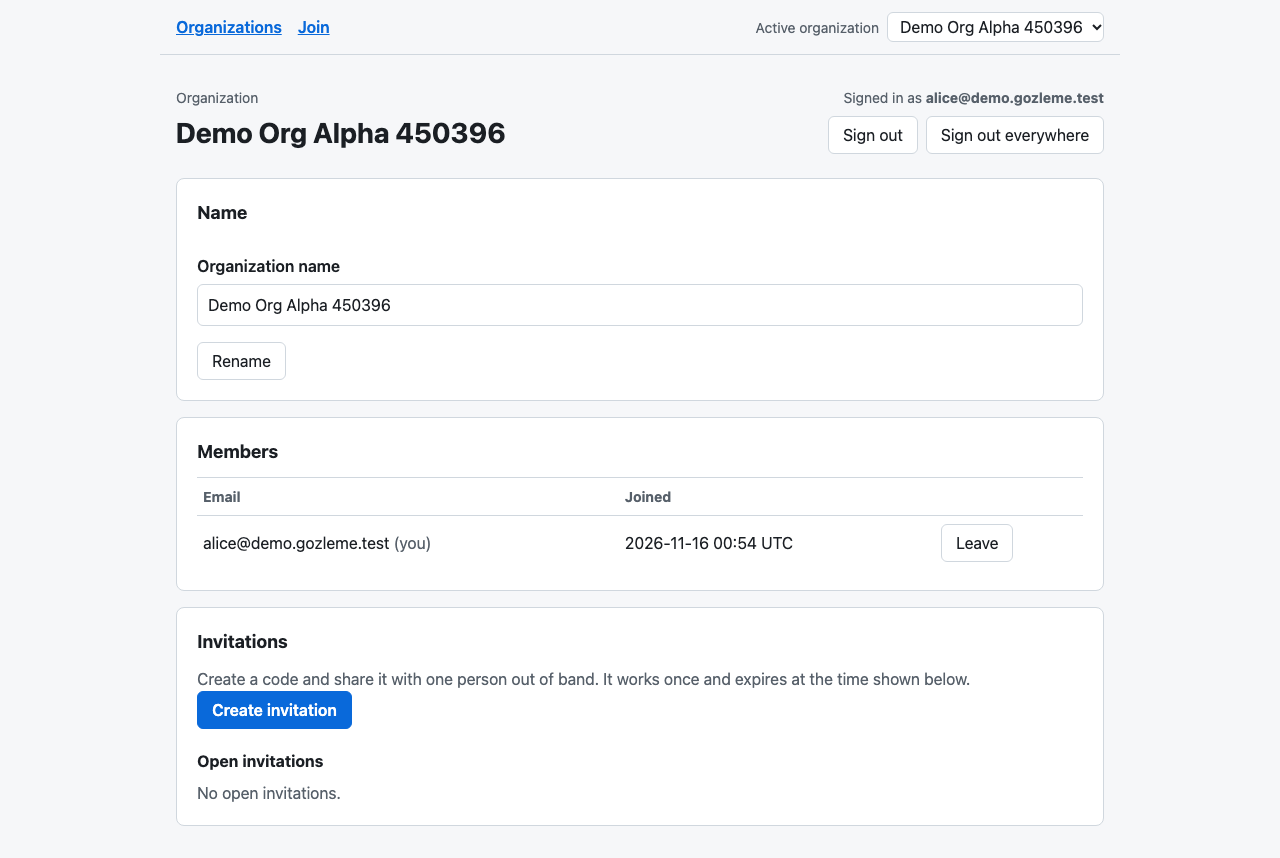 Organizations Join Active organization Demo Org Alpha 450396
Organization
Signed in as alice@demo.gozleme.test
Demo Org Alpha 450396
Sign out Sign out everywhere
Name
Organization name
Demo Org Alpha 450396
Rename
Members
Email Joined
alice@demo.gozleme.test (you) 2026-11-16 00:54 UTC Leave
Invitations
Create a code and share it with one person out of band. It works once and expires at the time shown below.
Create invitation
Open invitations
No open invitations.